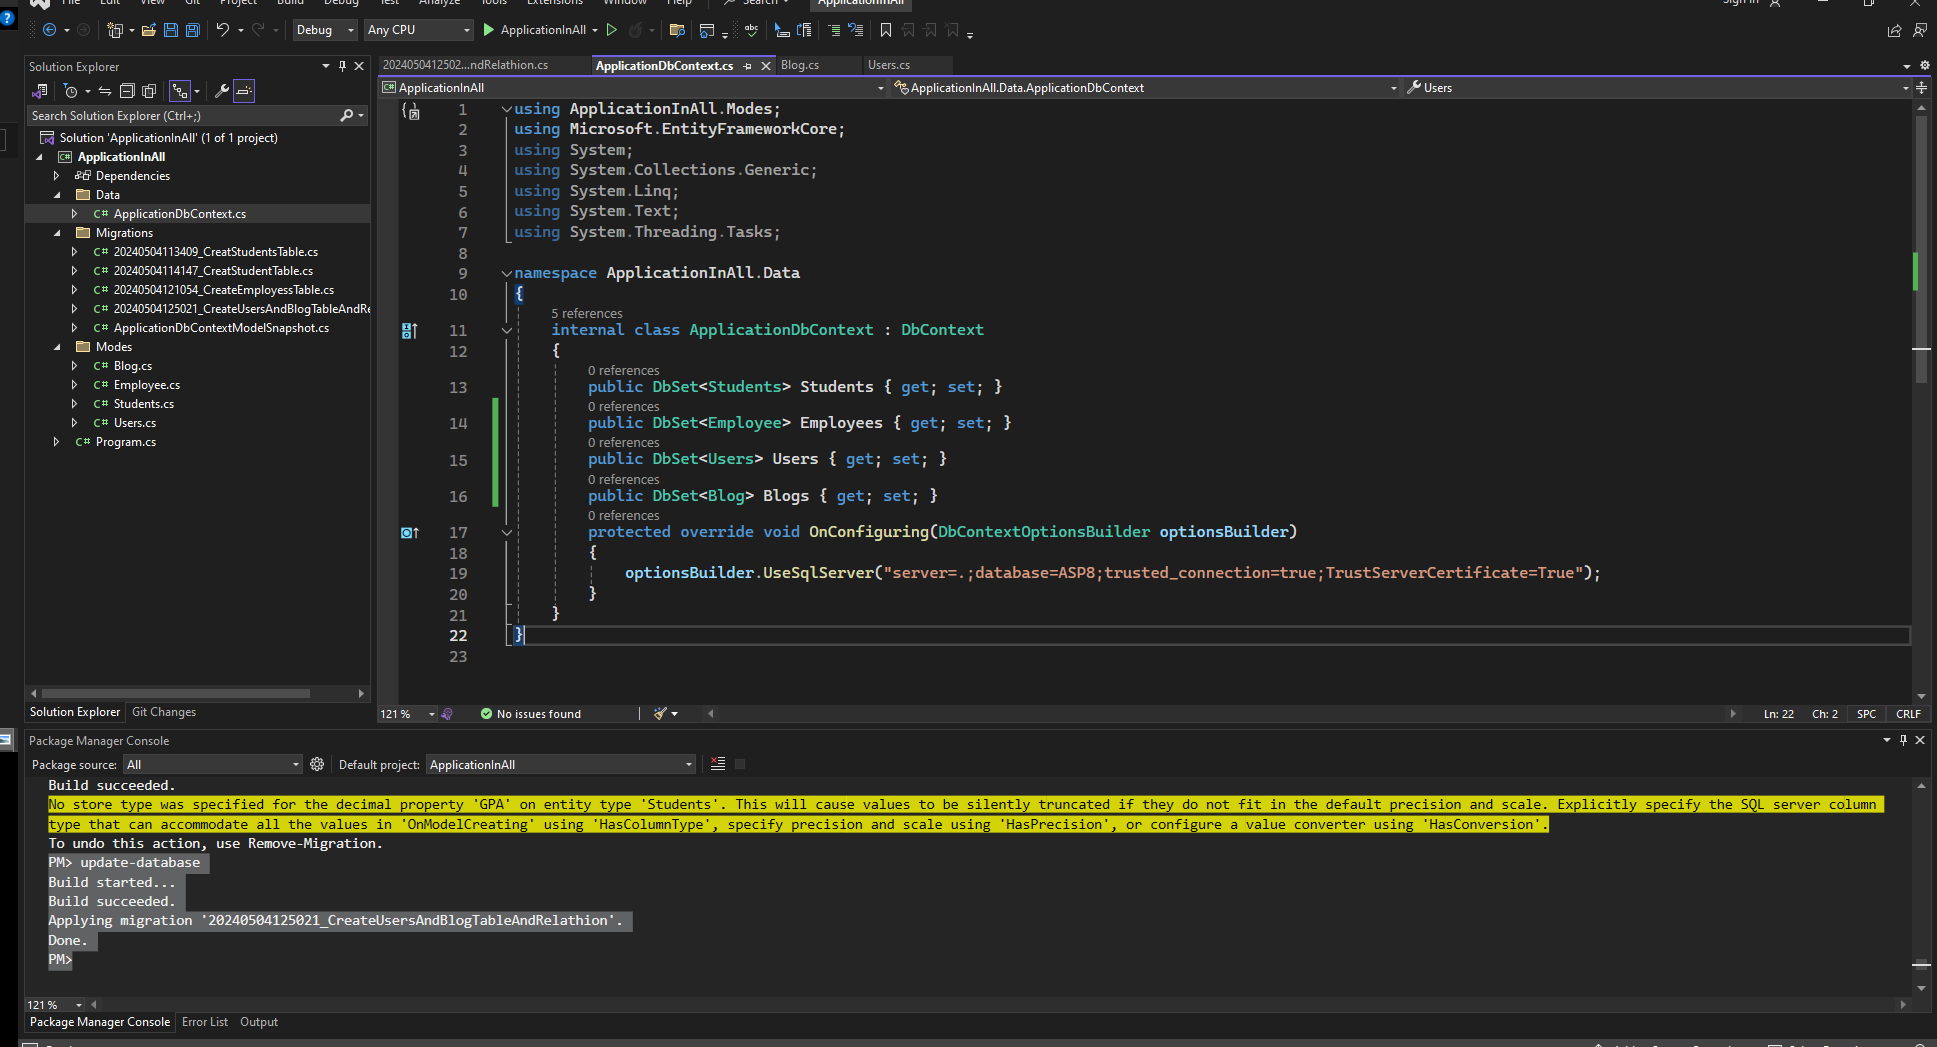 File Edit View Git Project Build Debug Test Analyze Tools Extensions Window Help Search ApplicationInAll Sign in
Debug Any CPU ApplicationInAll
Solution Explorer
Search Solution Explorer (Ctrl+;)
Solution 'ApplicationInAll' (1 of 1 project)
C# ApplicationInAll
Dependencies
Data
C# ApplicationDbContext.cs
Migrations
C# 20240504113409_CreatStudentsTable.cs
C# 20240504114147_CreatStudentTable.cs
C# 20240504121054_CreateEmployessTable.cs
C# 20240504125021_CreateUsersAndBlogTableAndRe
C# ApplicationDbContextModelSnapshot.cs
Modes
C# Blog.cs
C# Employee.cs
C# Students.cs
C# Users.cs
C# Program.cs
Solution Explorer Git Changes
2024050412502...ndRelathion.cs ApplicationDbContext.cs Blog.cs Users.cs
C# ApplicationInAll ApplicationInAll.Data.ApplicationDbContext Users
1 using ApplicationInAll.Modes;
2 using Microsoft.EntityFrameworkCore;
3 using System;
4 using System.Collections.Generic;
5 using System.Linq;
6 using System.Text;
7 using System.Threading.Tasks;
8
9 namespace ApplicationInAll.Data
10 {
5 references
11 internal class ApplicationDbContext : DbContext
12 {
0 references
13 public DbSet<Students> Students { get; set; }
0 references
14 public DbSet<Employee> Employees { get; set; }
0 references
15 public DbSet<Users> Users { get; set; }
0 references
16 public DbSet<Blog> Blogs { get; set; }
0 references
17 protected override void OnConfiguring(DbContextOptionsBuilder optionsBuilder)
18 {
19 optionsBuilder.UseSqlServer("server=.;database=ASP8;trusted_connection=true;TrustServerCertificate=True");
20 }
21 }
22 }
23
121 % No issues found Ln: 22 Ch: 2 SPC CRLF
Package Manager Console
Package source: All Default project: ApplicationInAll
Build succeeded.
No store type was specified for the decimal property 'GPA' on entity type 'Students'. This will cause values to be silently truncated if they do not fit in the default precision and scale. Explicitly specify the SQL server column
type that can accommodate all the values in 'OnModelCreating' using 'HasColumnType', specify precision and scale using 'HasPrecision', or configure a value converter using 'HasConversion'.
To undo this action, use Remove-Migration.
PM> update-database
Build started...
Build succeeded.
Applying migration '20240504125021_CreateUsersAndBlogTableAndRelathion'.
Done.
PM>
121 %
Package Manager Console Error List Output